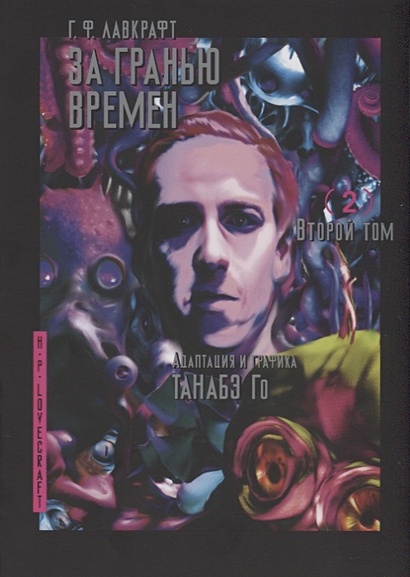 Г. Ф. ЛАВКРАФТ
ЗА ГРАНЬЮ
ВРЕМЕН
2
ВТОРОЙ ТОМ
АДАПТАЦИЯ И ГРАФИКА
ТАНАБЭ ГО
H·P·LOVECRAFT